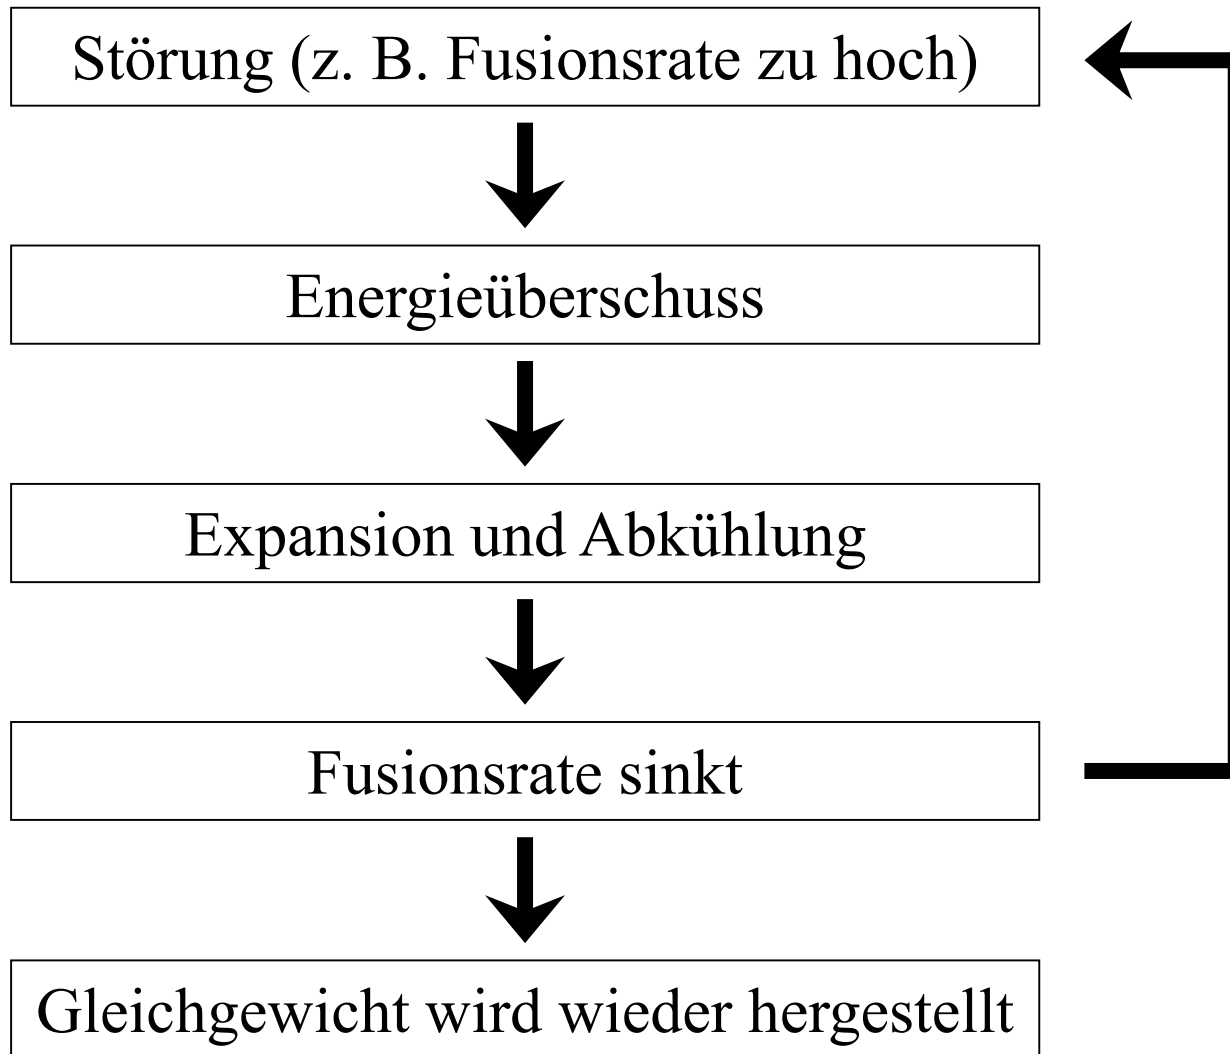 Störung (z. B. Fusionsrate zu hoch)
Energieüberschuss
Expansion und Abkühlung
Fusionsrate sinkt
Gleichgewicht wird wieder hergestellt